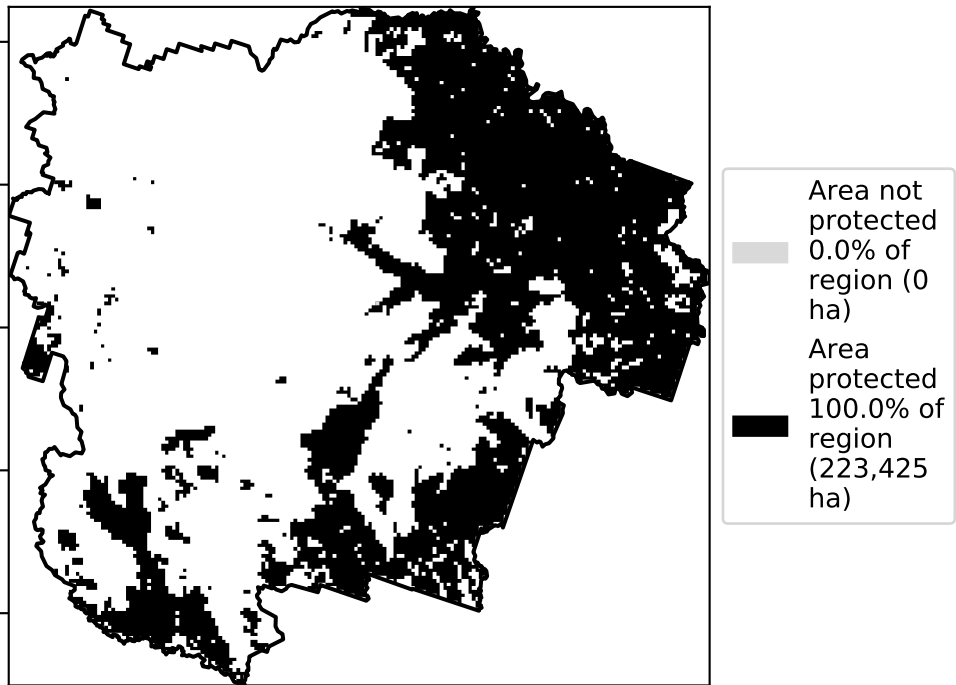 Area not
protected
0.0% of
region (0
ha)
Area
protected
100.0% of
region
(223,425
ha)